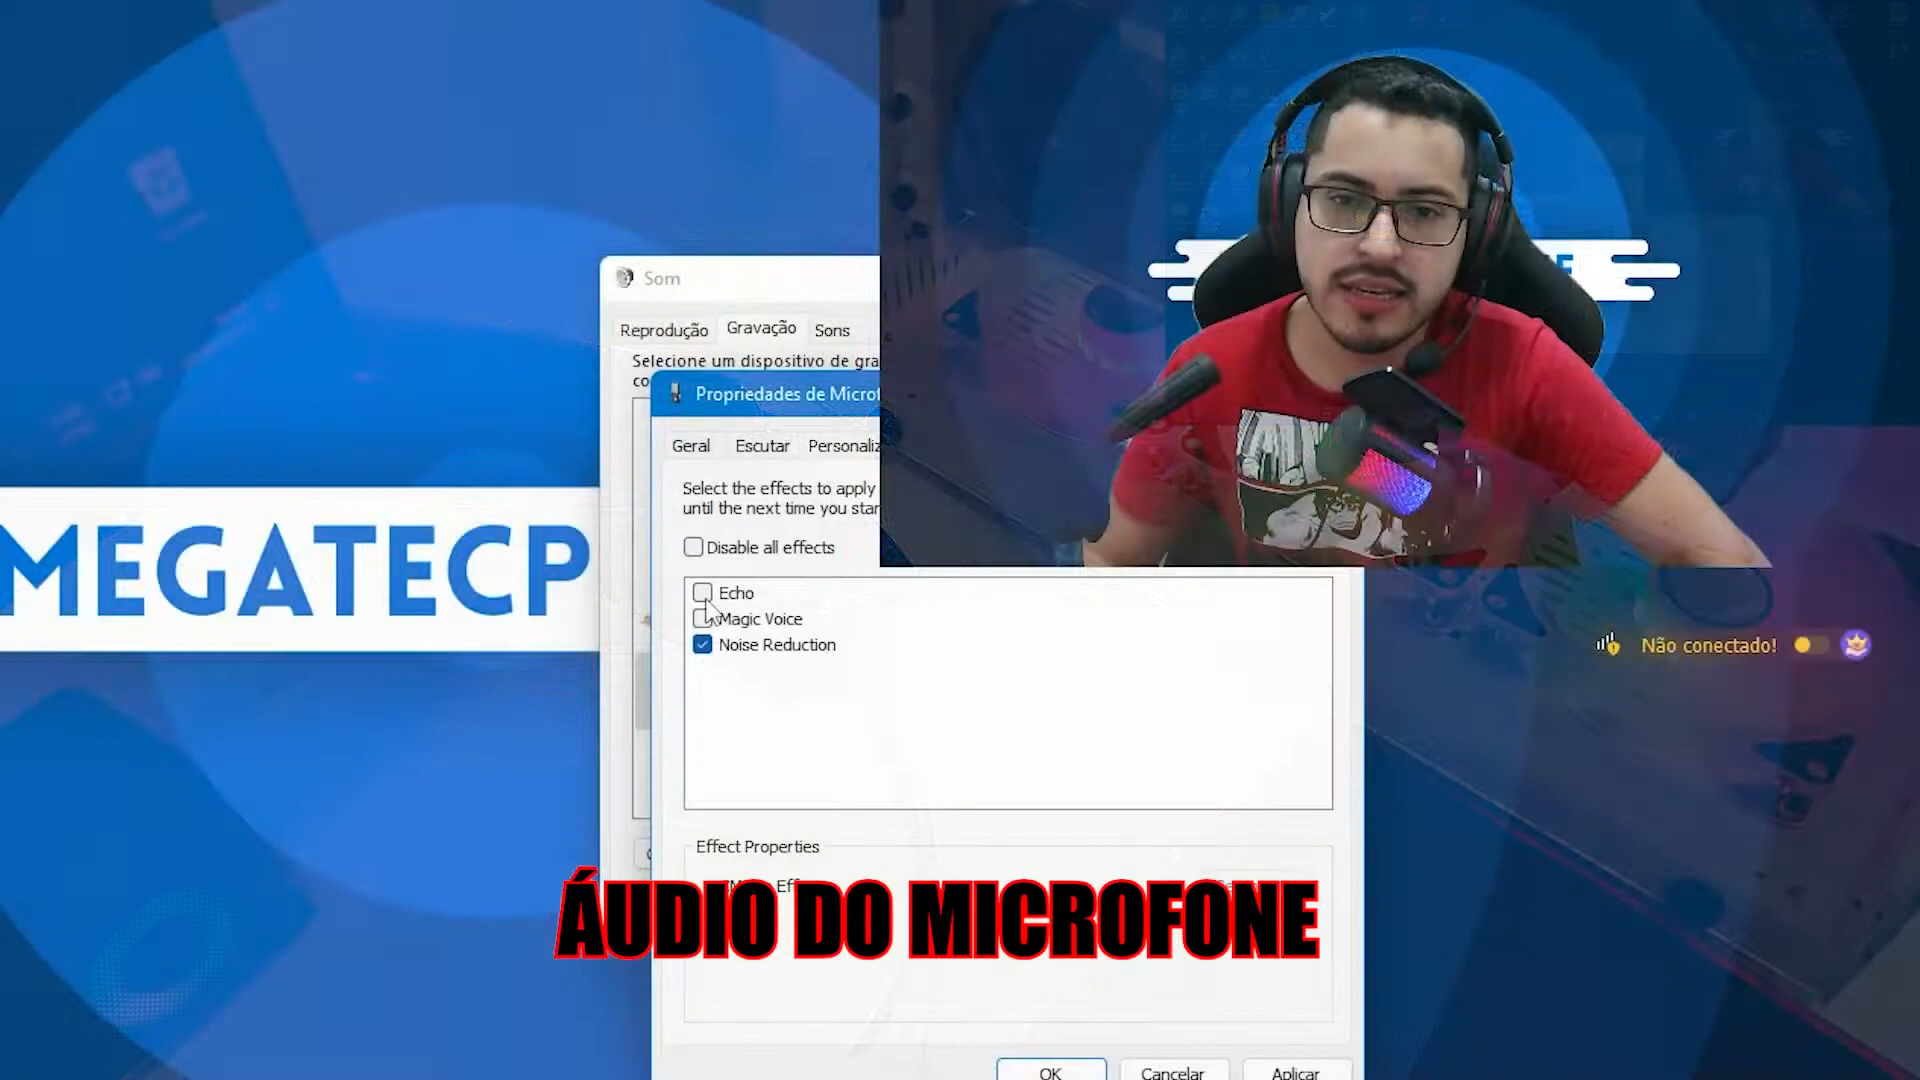 Som
Reprodução Gravação Sons
Selecione um dispositivo de gra
co
Propriedades de Microf
Geral Escutar Personaliz
Select the effects to apply
until the next time you star
Disable all effects
Echo
Magic Voice
Noise Reduction
MEGATECP
Não conectado!
Effect Properties
ÁUDIO DO MICROFONE
OK Cancelar Aplicar